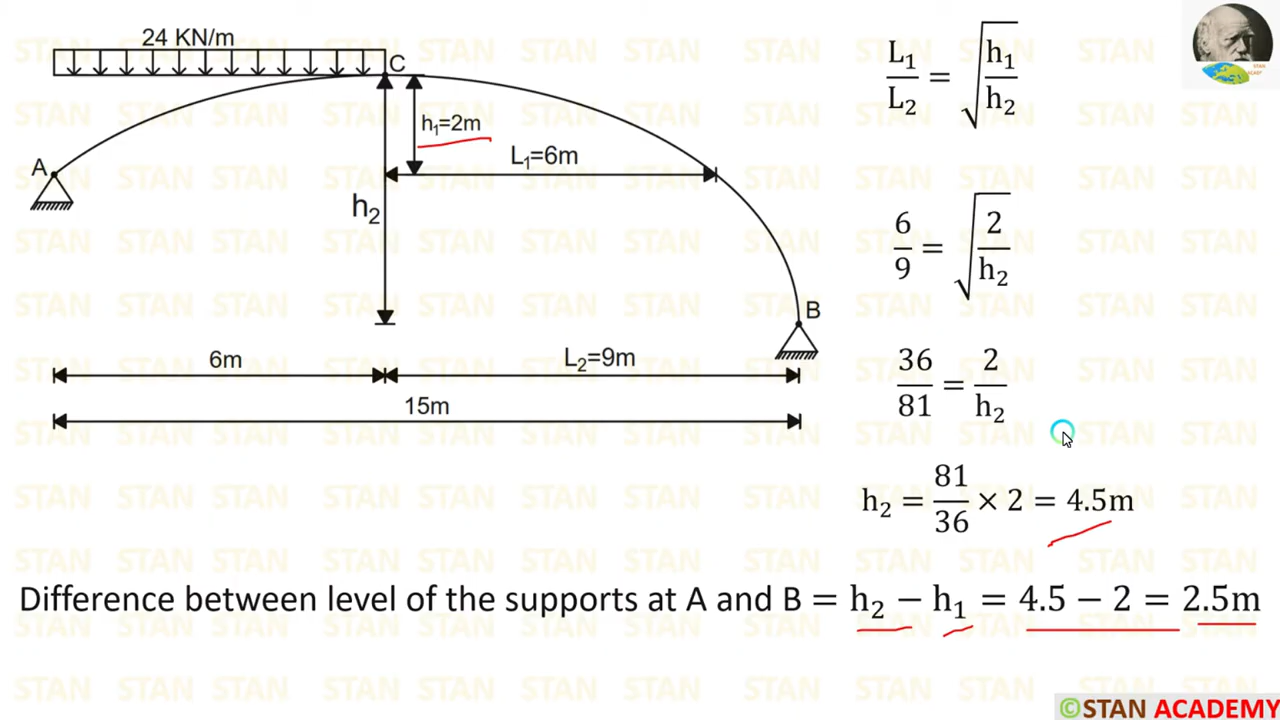 24 KN/m
C
A
h₁=2m
L₁=6m
h₂
B
6m
L₂=9m
15m
L₁/L₂ = √(h₁/h₂)
6/9 = √(2/h₂)
36/81 = 2/h₂
h₂ = 81/36 × 2 = 4.5m
Difference between level of the supports at A and B = h₂ − h₁ = 4.5 − 2 = 2.5m
©STAN ACADEMY